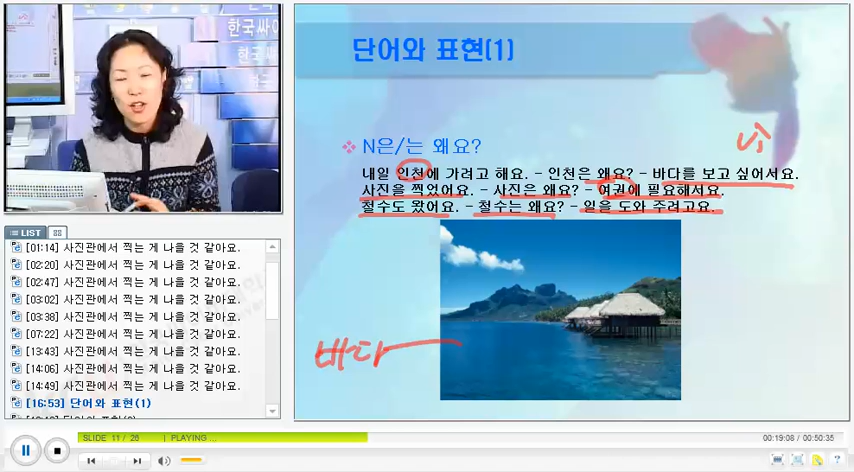 한국싸이
한국싸
단어와 표현(1)
N은/는 왜요?
내일 인천에 가려고 해요. - 인천은 왜요? - 바다를 보고 싶어서요.
사진을 찍었어요. - 사진은 왜요? - 여권에 필요해서요.
철수도 왔어요. - 철수는 왜요? - 일을 도와 주려고요.
바다
LIST
[01:14] 사진관에서 찍는 게 나을 것 같아요.
[02:20] 사진관에서 찍는 게 나을 것 같아요.
[02:47] 사진관에서 찍는 게 나을 것 같아요.
[03:02] 사진관에서 찍는 게 나을 것 같아요.
[03:38] 사진관에서 찍는 게 나을 것 같아요.
[07:22] 사진관에서 찍는 게 나을 것 같아요.
[13:43] 사진관에서 찍는 게 나을 것 같아요.
[14:06] 사진관에서 찍는 게 나을 것 같아요.
[14:49] 사진관에서 찍는 게 나을 것 같아요.
[16:53] 단어와 표현(1)
SLIDE 11 / 26 | PLAYING ...
00:19:08 / 00:50:35